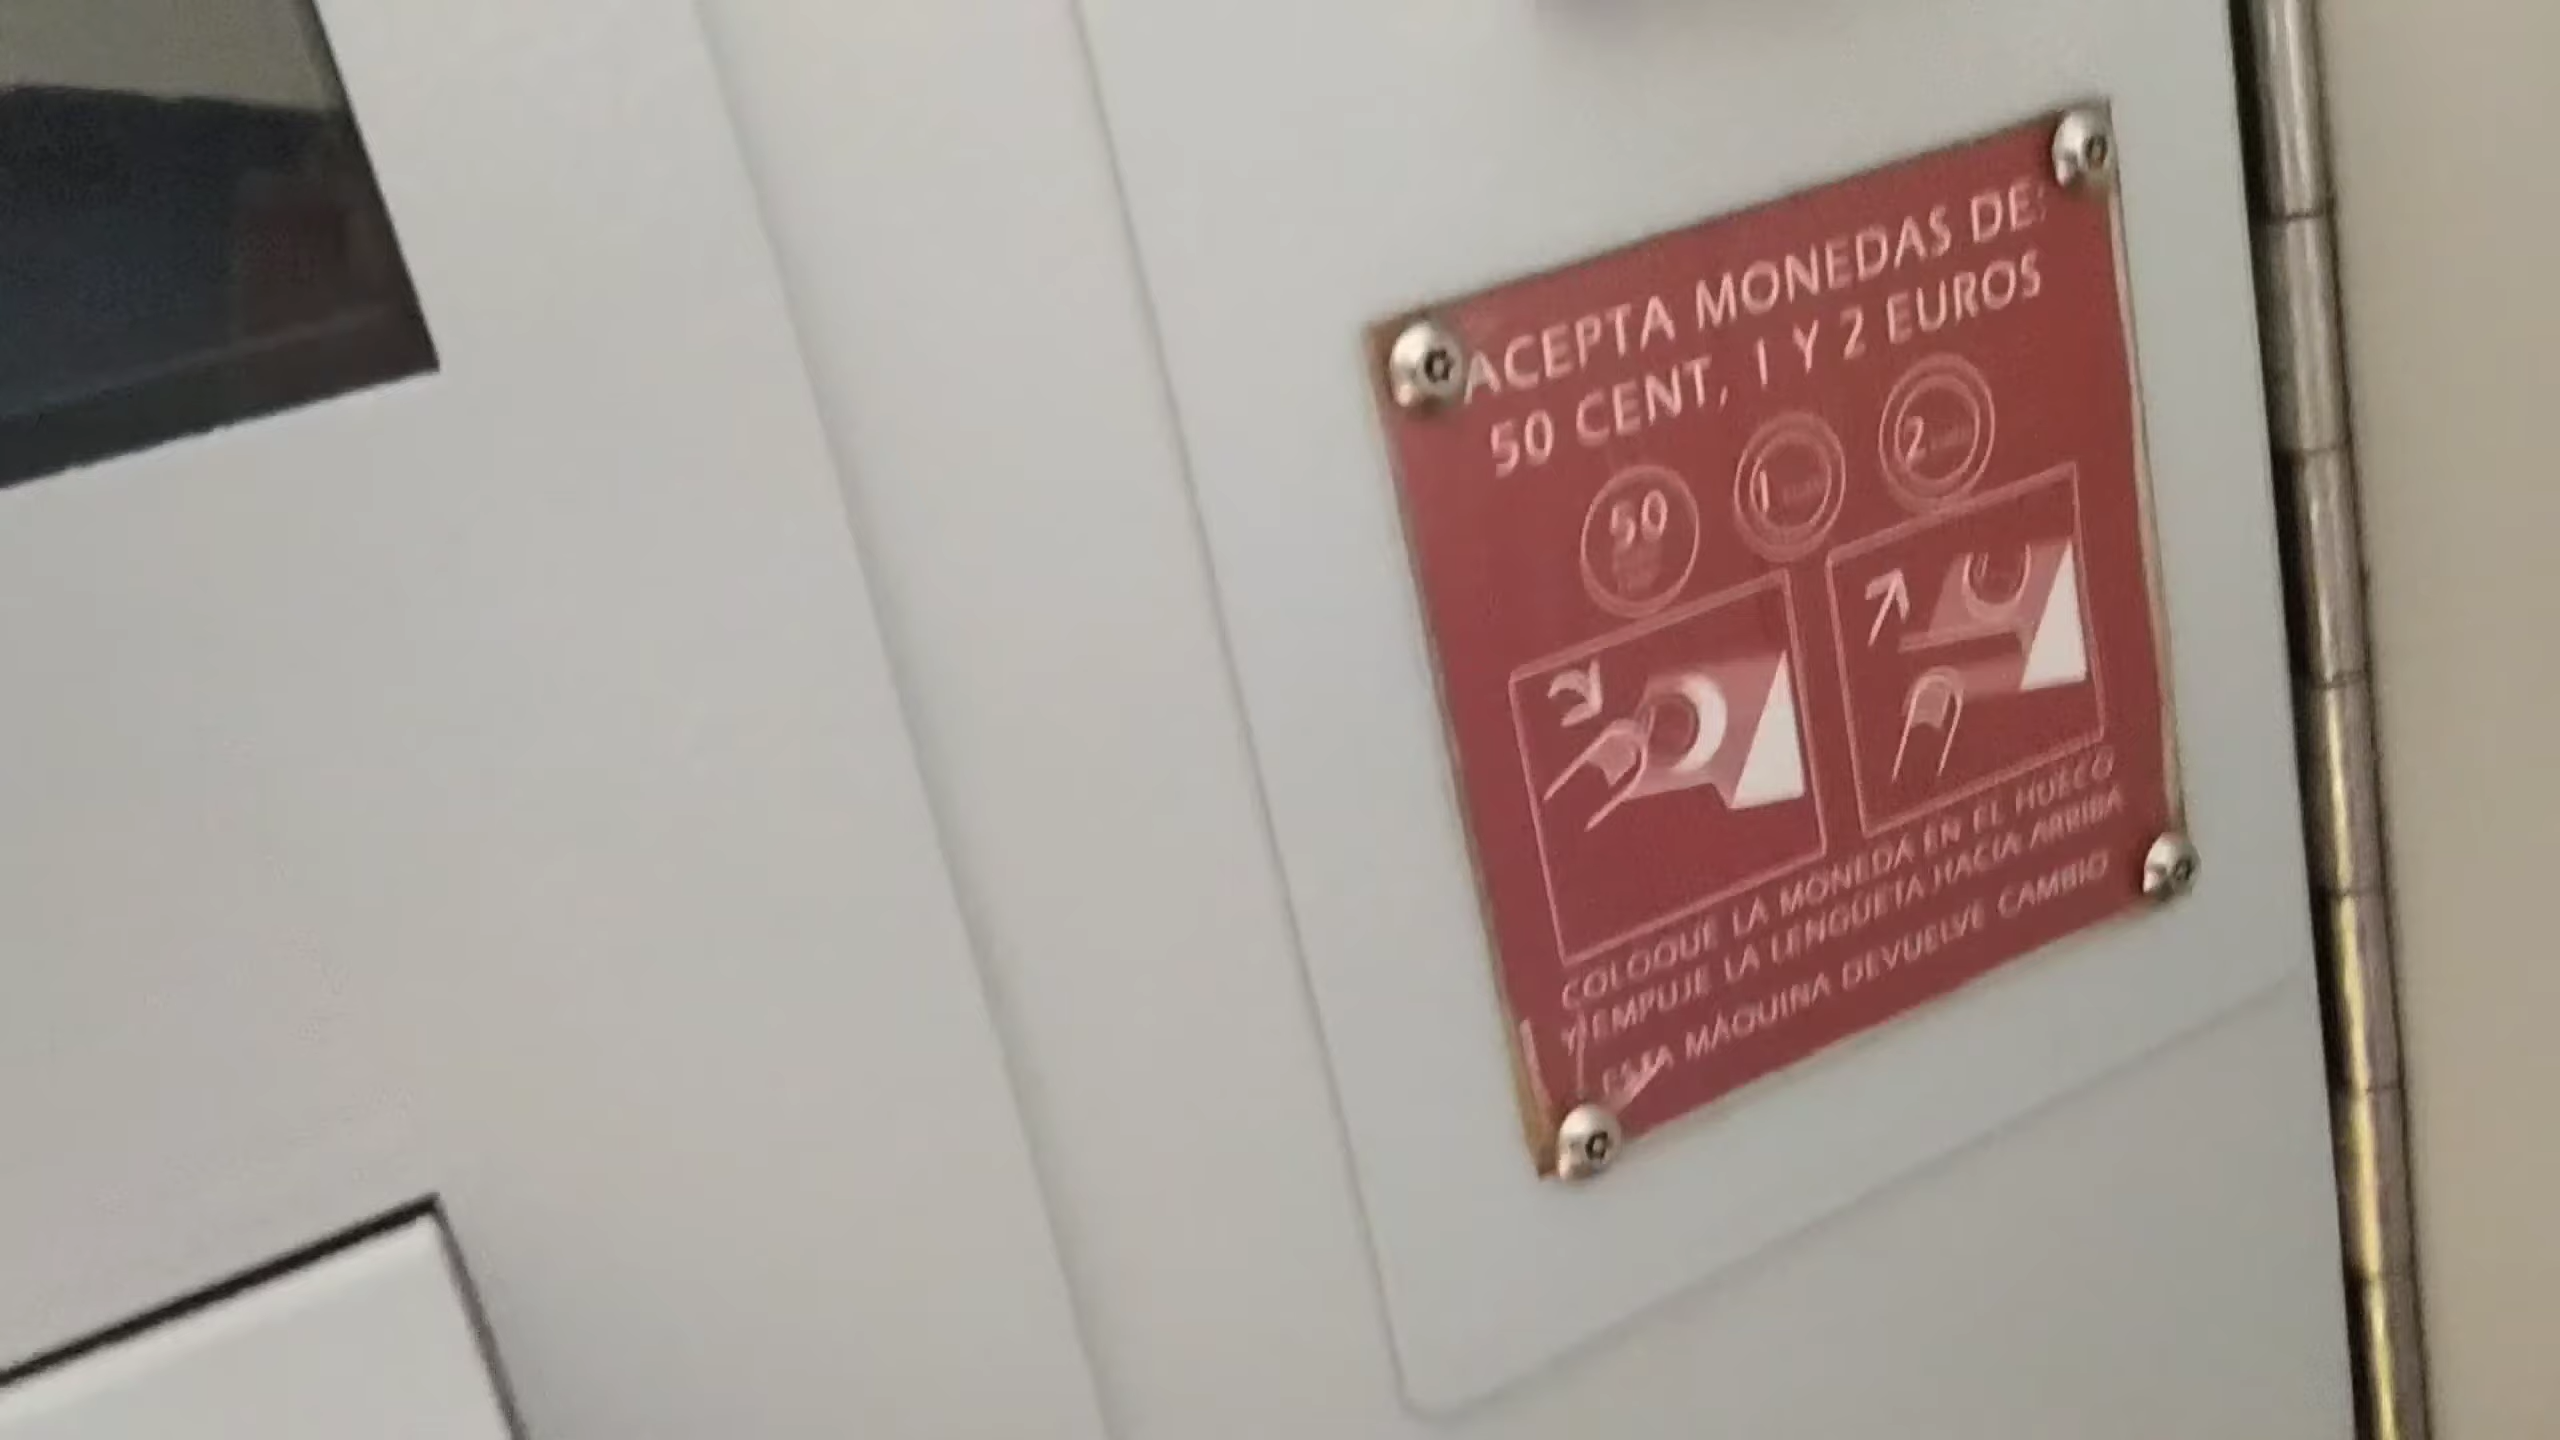 ACEPTA MONEDAS DE:
50 CENT, 1 Y 2 EUROS
50
1
2
COLOQUE LA MONEDA EN EL HUECO
Y EMPUJE LA LENGÜETA HACIA ARRIBA
ESTA MÁQUINA DEVUELVE CAMBIO